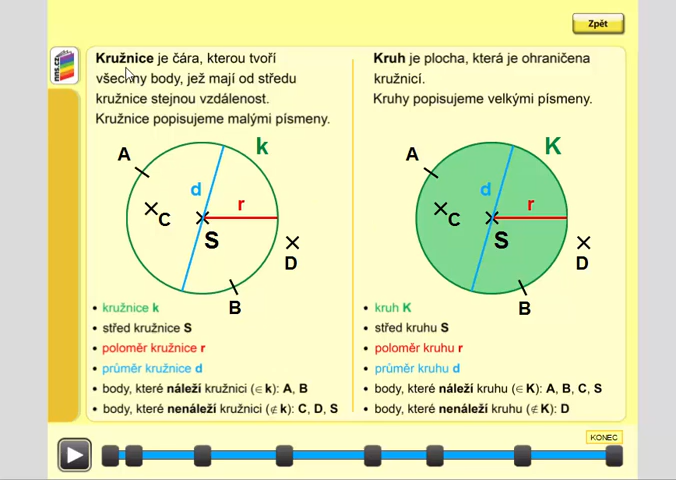 Zpět
nns.cz
Kružnice je čára, kterou tvoří
všechny body, jež mají od středu
kružnice stejnou vzdálenost.
Kružnice popisujeme malými písmeny.
A
k
d
r
C
S
D
B
kružnice k
střed kružnice S
poloměr kružnice r
průměr kružnice d
body, které náleží kružnici (∈ k): A, B
body, které nenáleží kružnici (∉ k): C, D, S
Kruh je plocha, která je ohraničena
kružnicí.
Kruhy popisujeme velkými písmeny.
A
K
d
r
C
S
D
B
kruh K
střed kruhu S
poloměr kruhu r
průměr kruhu d
body, které náleží kruhu (∈ K): A, B, C, S
body, které nenáleží kruhu (∉ K): D
KONEC